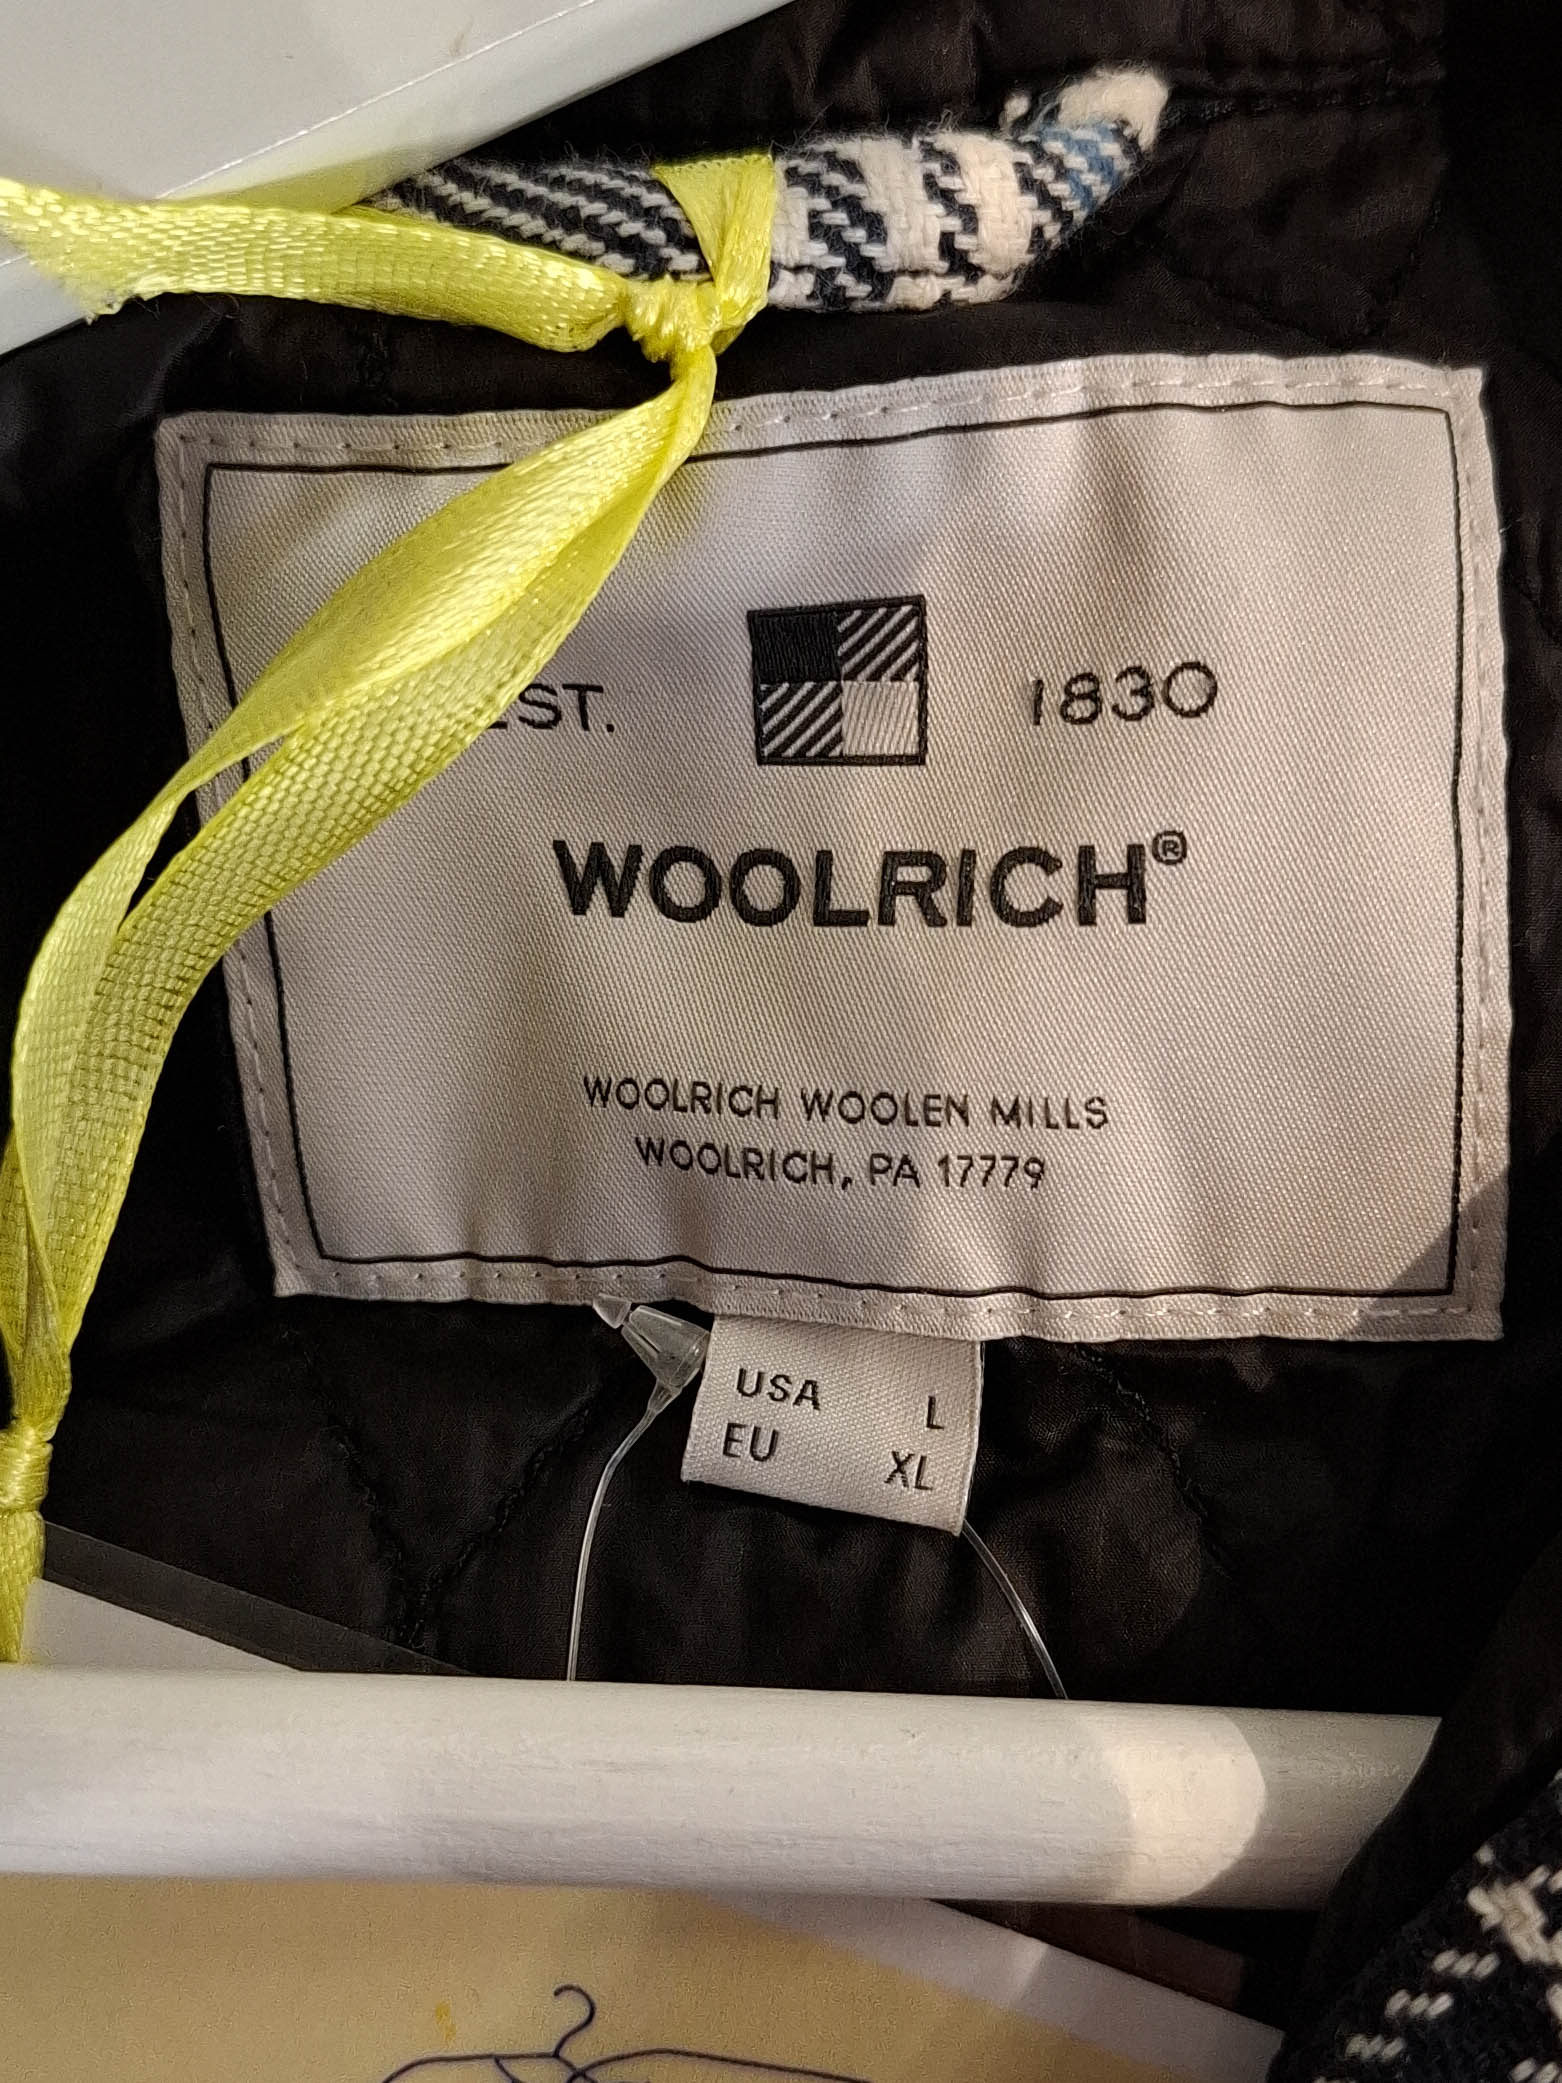 EST. 1830
WOOLRICH®
WOOLRICH WOOLEN MILLS
WOOLRICH, PA 17779
USA L
EU XL